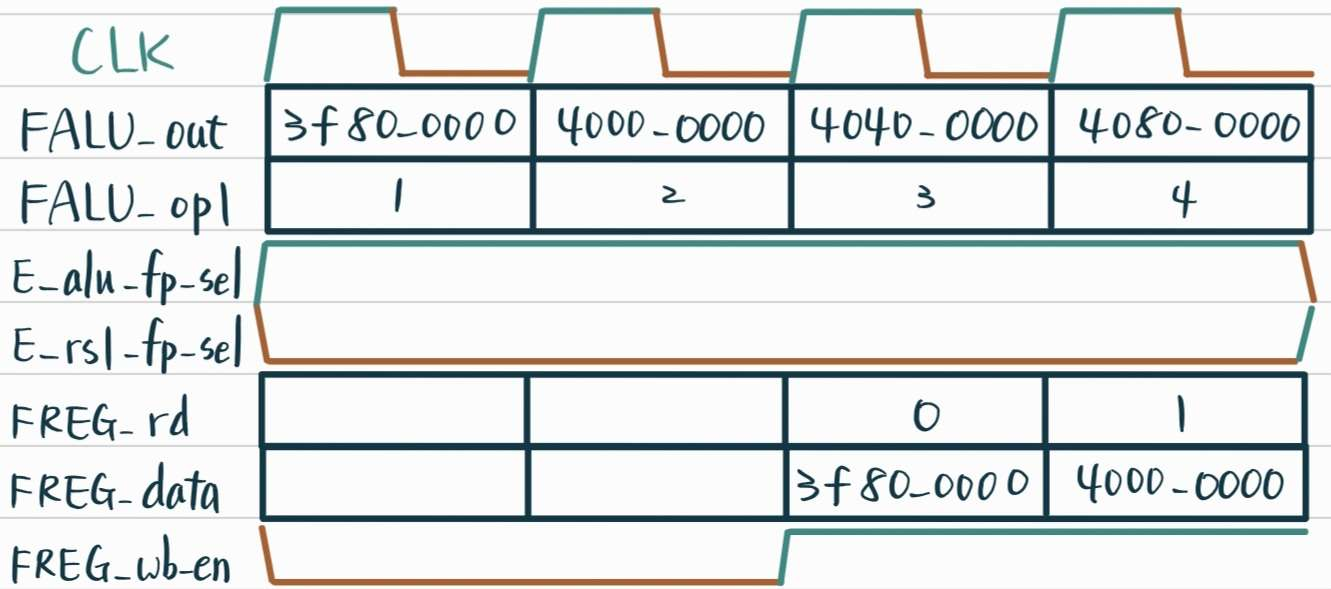 CLK
FALU_out 3f80_0000 4000_0000 4040_0000 4080_0000
FALU_op1 1 2 3 4
E_alu_fp_sel
E_rs1_fp_sel
FREG_rd 0 1
FREG_data 3f80_0000 4000_0000
FREG_wb_en